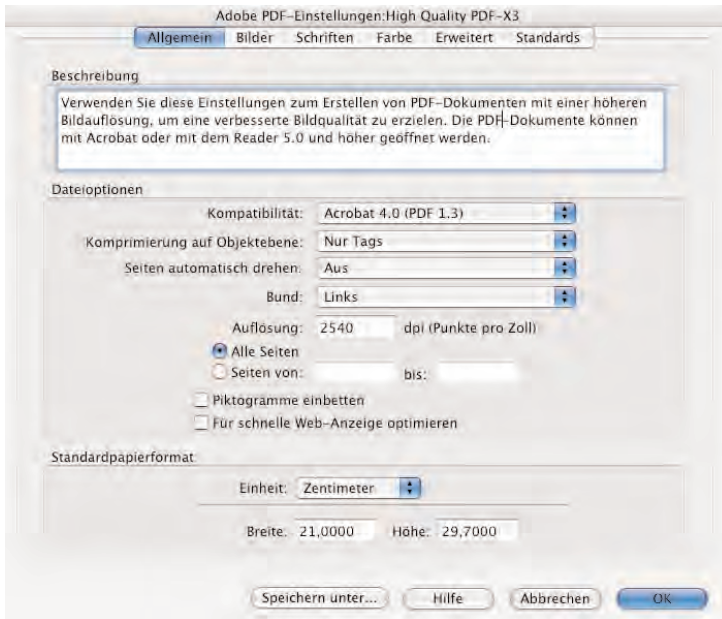 Adobe PDF-Einstellungen:High Quality PDF-X3
Allgemein Bilder Schriften Farbe Erweitert Standards
Beschreibung
Verwenden Sie diese Einstellungen zum Erstellen von PDF-Dokumenten mit einer höheren
Bildauflösung, um eine verbesserte Bildqualität zu erzielen. Die PDF-Dokumente können
mit Acrobat oder mit dem Reader 5.0 und höher geöffnet werden.
Dateioptionen
Kompatibilität: Acrobat 4.0 (PDF 1.3)
Komprimierung auf Objektebene: Nur Tags
Seiten automatisch drehen: Aus
Bund: Links
Auflösung: 2540 dpi (Punkte pro Zoll)
Alle Seiten
Seiten von: bis:
Piktogramme einbetten
Für schnelle Web-Anzeige optimieren
Standardpapierformat
Einheit: Zentimeter
Breite: 21,0000 Höhe: 29,7000
Speichern unter... Hilfe Abbrechen OK